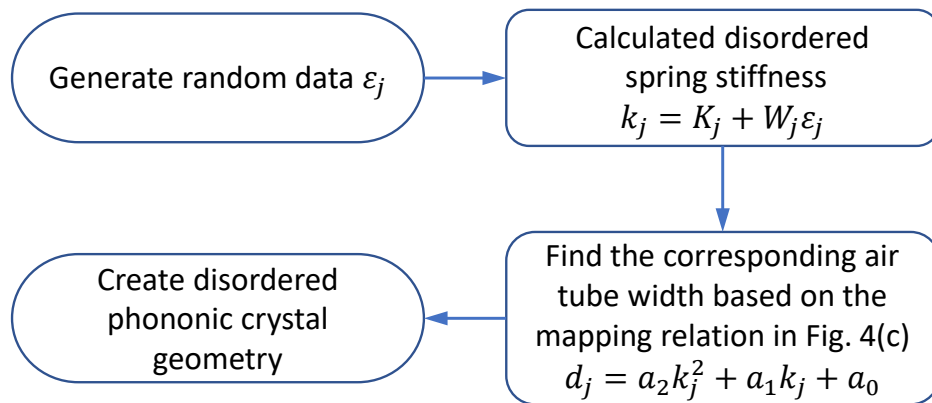 Generate random data 𝜀ⱼ
Calculated disordered
spring stiffness
𝑘ⱼ = 𝐾ⱼ + 𝑊ⱼ𝜀ⱼ
Find the corresponding air
tube width based on the
mapping relation in Fig. 4(c)
𝑑ⱼ = 𝑎₂𝑘ⱼ² + 𝑎₁𝑘ⱼ + 𝑎₀
Create disordered
phononic crystal
geometry